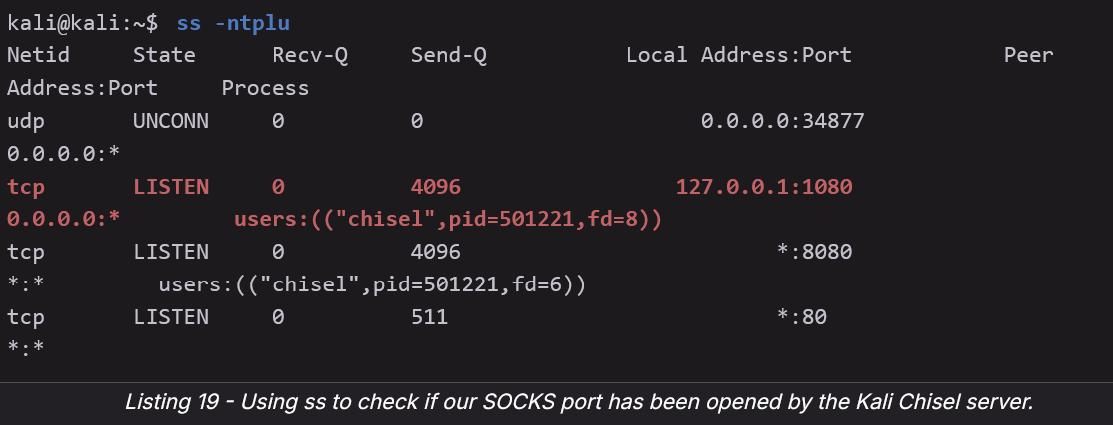 kali@kali:~$ ss -ntplu
Netid State Recv-Q Send-Q Local Address:Port Peer
Address:Port Process
udp UNCONN 0 0 0.0.0.0:34877
0.0.0.0:*
tcp LISTEN 0 4096 127.0.0.1:1080
0.0.0.0:* users:(("chisel",pid=501221,fd=8))
tcp LISTEN 0 4096 *:8080
*:* users:(("chisel",pid=501221,fd=6))
tcp LISTEN 0 511 *:80
*:*
Listing 19 - Using ss to check if our SOCKS port has been opened by the Kali Chisel server.